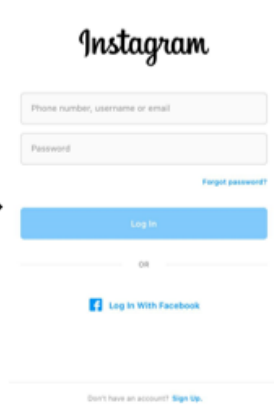 Instagram
Phone number, username or email
Password
Forgot password?
Log In
OR
Log In With Facebook
Don't have an account? Sign Up.